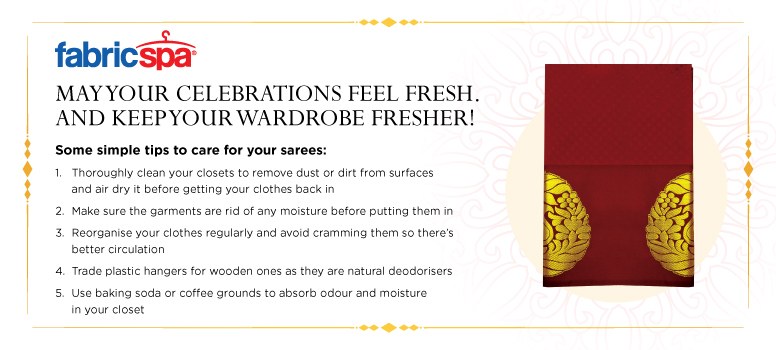 fabricspa®
MAY YOUR CELEBRATIONS FEEL FRESH.
AND KEEP YOUR WARDROBE FRESHER!
Some simple tips to care for your sarees:
1. Thoroughly clean your closets to remove dust or dirt from surfaces
and air dry it before getting your clothes back in
2. Make sure the garments are rid of any moisture before putting them in
3. Reorganise your clothes regularly and avoid cramming them so there's
better circulation
4. Trade plastic hangers for wooden ones as they are natural deodorisers
5. Use baking soda or coffee grounds to absorb odour and moisture
in your closet